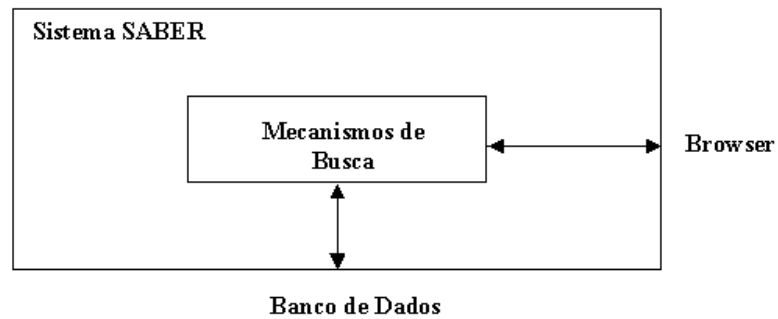 Sistema SABER
Mecanismos de
Busca
Browser
Banco de Dados